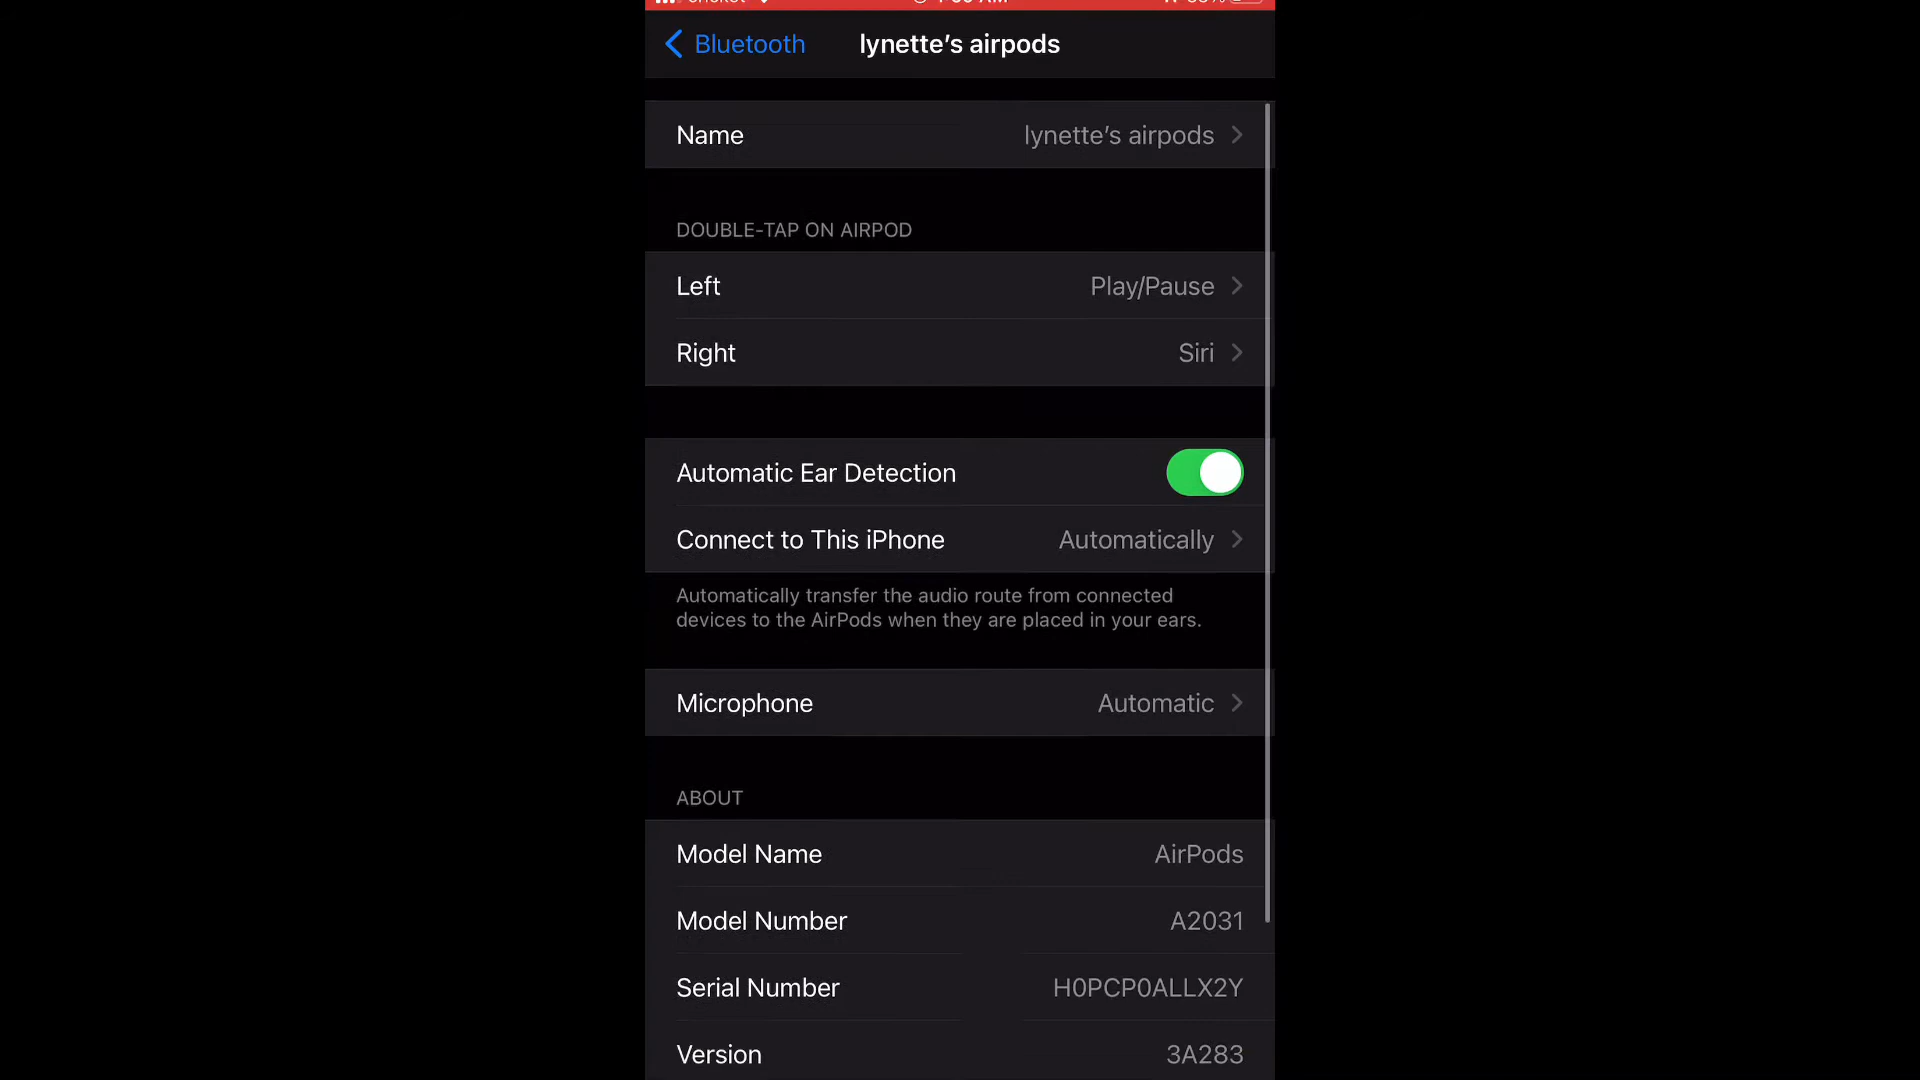 Bluetooth
lynette’s airpods
Name
lynette’s airpods
DOUBLE-TAP ON AIRPOD
Left
Play/Pause
Right
Siri
Automatic Ear Detection
Connect to This iPhone
Automatically
Automatically transfer the audio route from connected
devices to the AirPods when they are placed in your ears.
Microphone
Automatic
ABOUT
Model Name
AirPods
Model Number
A2031
Serial Number
H0PCP0ALLX2Y
Version
3A283